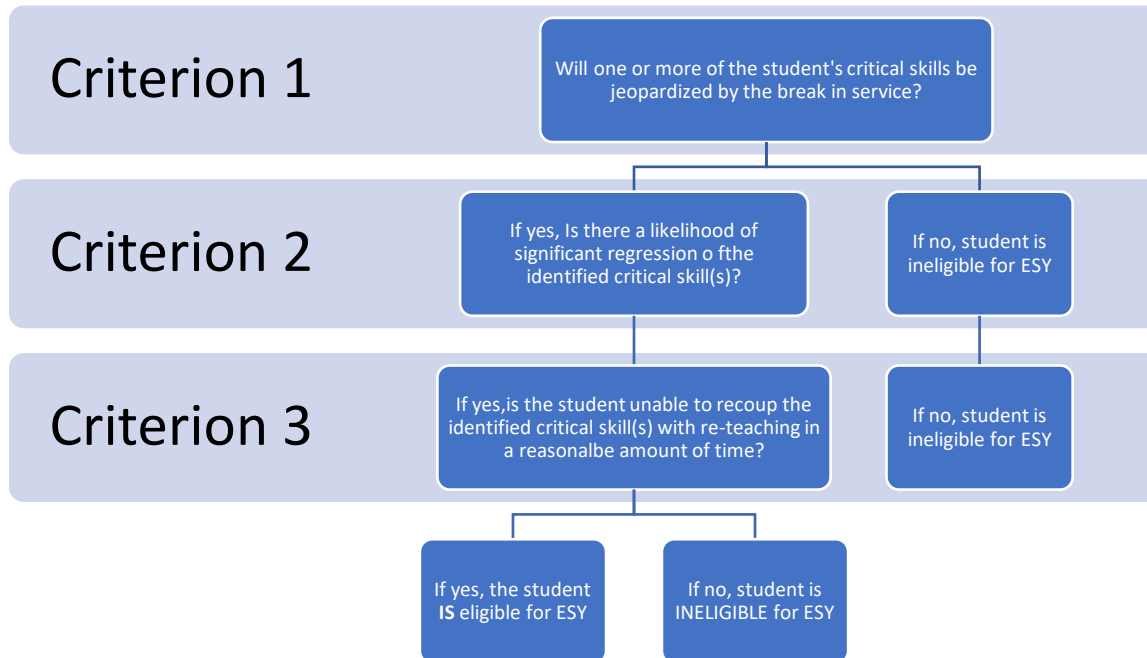 Criterion 1
Will one or more of the student's critical skills be
jeopardized by the break in service?
Criterion 2
If yes, Is there a likelihood of
significant regression o fthe
identified critical skill(s)?
If no, student is
ineligible for ESY
Criterion 3
If yes,is the student unable to recoup the
identified critical skill(s) with re-teaching in
a reasonalbe amount of time?
If no, student is
ineligible for ESY
If yes, the student
IS eligible for ESY
If no, student is
INELIGIBLE for ESY